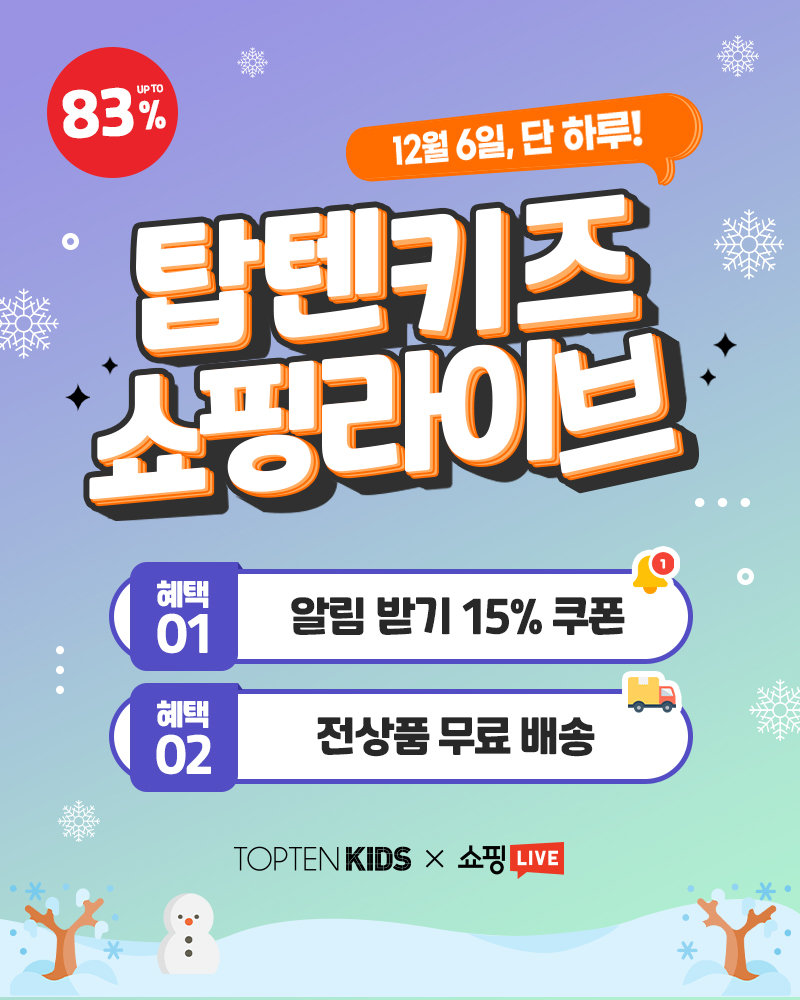 UP TO
83%
12월 6일, 단 하루!
탑텐키즈
쇼핑라이브
혜택
01
알림 받기 15% 쿠폰
1
혜택
02
전상품 무료 배송
TOPTEN KIDS × 쇼핑 LIVE